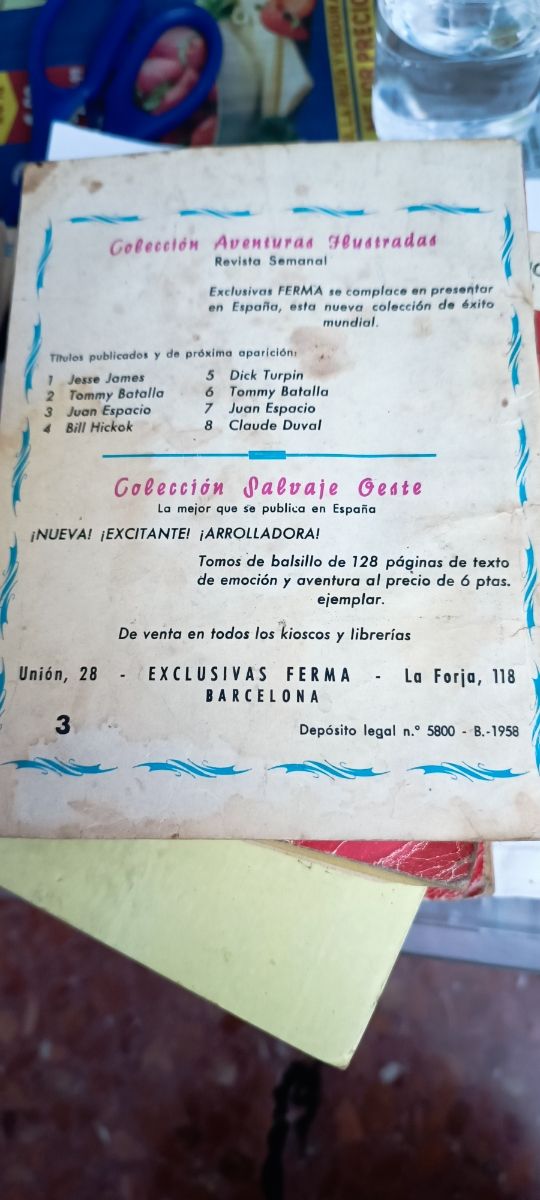 LA FRUTA Y VERDUR
OR PRECIO
Colección Aventuras Ilustradas
Revista Semanal
Exclusivas FERMA se complace en presentar
en España, esta nueva colección de éxito
mundial.
Títulos publicados y de próxima aparición:
1 Jesse James
2 Tommy Batalla
3 Juan Espacio
4 Bill Hickok
5 Dick Turpin
6 Tommy Batalla
7 Juan Espacio
8 Claude Duval
Colección Salvaje Oeste
La mejor que se publica en España
¡NUEVA! ¡EXCITANTE! ¡ARROLLADORA!
Tomos de balsillo de 128 páginas de texto
de emoción y aventura al precio de 6 ptas.
ejemplar.
De venta en todos los kioscos y librerías
Unión, 28 - EXCLUSIVAS FERMA - La Forja, 118
BARCELONA
3
Depósito legal n.º 5800 - B.-1958